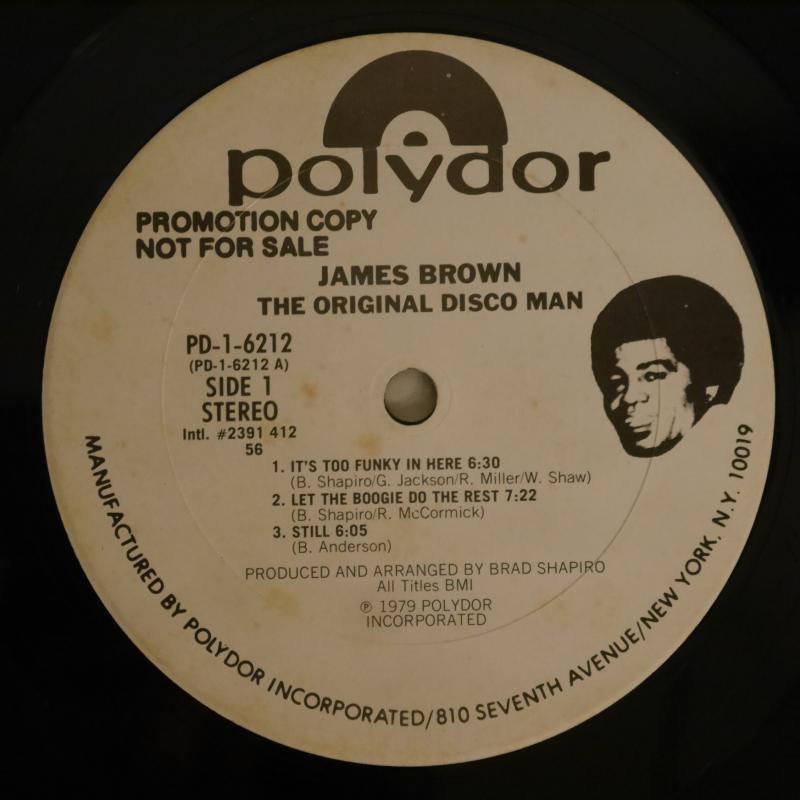 polydor
PROMOTION COPY
NOT FOR SALE
JAMES BROWN
THE ORIGINAL DISCO MAN
PD-1-6212
(PD-1-6212 A)
SIDE 1
STEREO
Intl. #2391 412
56
1. IT'S TOO FUNKY IN HERE 6:30
(B. Shapiro/G. Jackson/R. Miller/W. Shaw)
2. LET THE BOOGIE DO THE REST 7:22
(B. Shapiro/R. McCormick)
3. STILL 6:05
(B. Anderson)
PRODUCED AND ARRANGED BY BRAD SHAPIRO
All Titles BMI
℗ 1979 POLYDOR
INCORPORATED
MANUFACTURED BY POLYDOR INCORPORATED/810 SEVENTH AVENUE/NEW YORK, N.Y. 10019